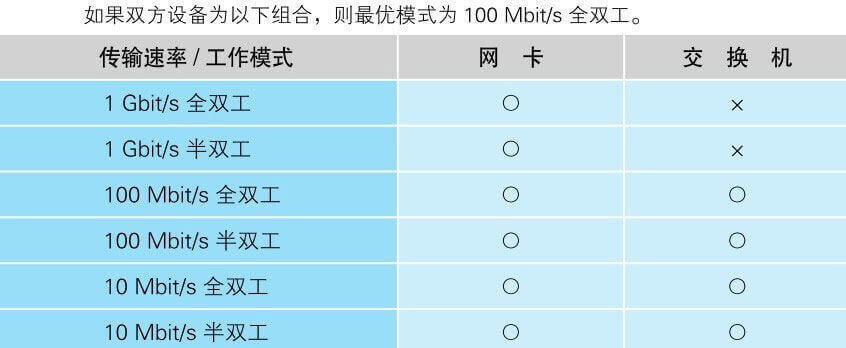 如果双方设备为以下组合，则最优模式为 100 Mbit/s 全双工。
传输速率 / 工作模式 网 卡 交 换 机
1 Gbit/s 全双工 ○ ×
1 Gbit/s 半双工 ○ ×
100 Mbit/s 全双工 ○ ○
100 Mbit/s 半双工 ○ ○
10 Mbit/s 全双工 ○ ○
10 Mbit/s 半双工 ○ ○